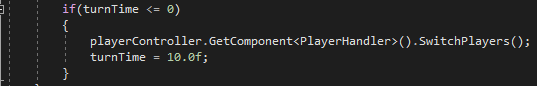 if(turnTime <= 0)
{
playerController.GetComponent<PlayerHandler>().SwitchPlayers();
turnTime = 10.0f;
}